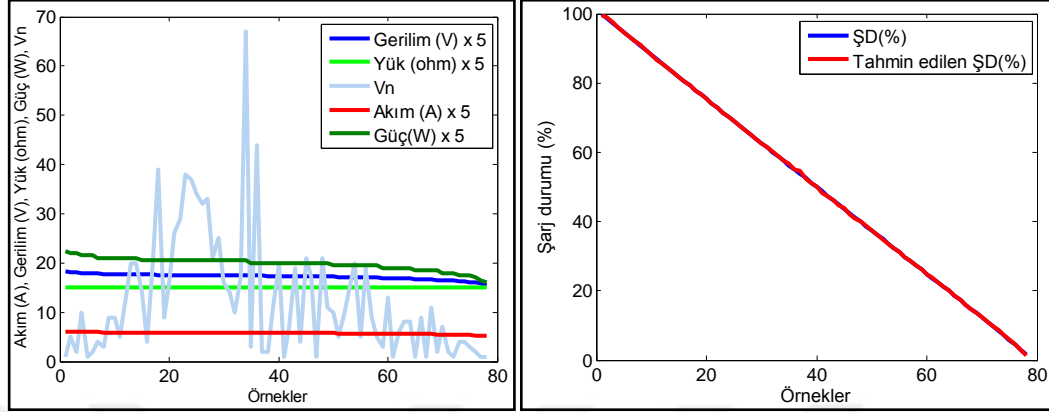 Akım (A), Gerilim (V), Yük (ohm), Güç (W), Vn
70
60
50
40
30
20
10
0
0
20
40
60
80
Örnekler
Gerilim (V) x 5
Yük (ohm) x 5
Vn
Akım (A) x 5
Güç(W) x 5
Şarj durumu (%)
100
80
60
40
20
0
0
20
40
60
80
Örnekler
ŞD(%)
Tahmin edilen ŞD(%)